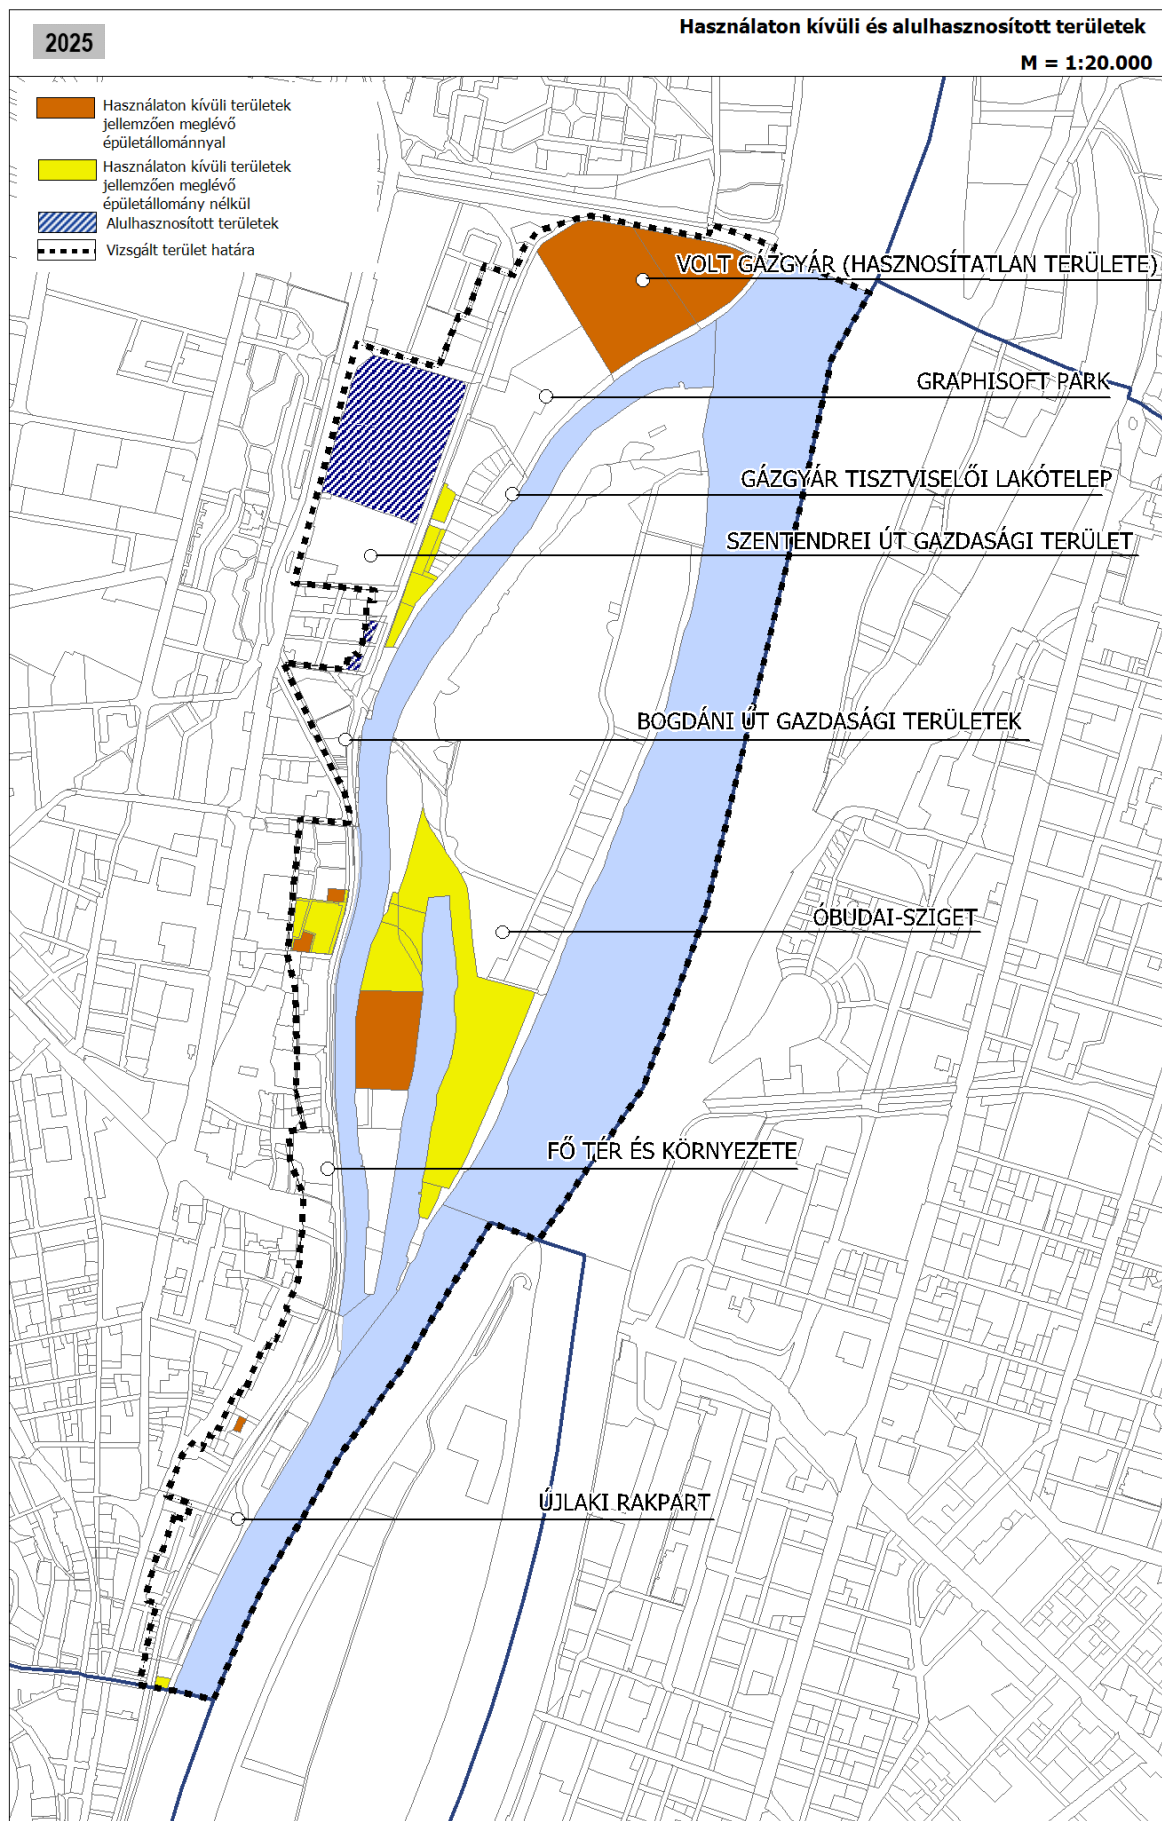 2025
Használaton kívüli és alulhasznosított területek
M = 1:20.000
Használaton kívüli területek
jellemzően meglévő
épületállománnyal
Használaton kívüli területek
jellemzően meglévő
épületállomány nélkül
Alulhasznosított területek
Vizsgált terület határa
VOLT GÁZGYÁR (HASZNOSÍTATLAN TERÜLETE)
GRAPHISOFT PARK
GÁZGYÁR TISZTVISELŐI LAKÓTELEP
SZENTENDREI ÚT GAZDASÁGI TERÜLET
BOGDÁNI ÚT GAZDASÁGI TERÜLETEK
ÓBUDAI-SZIGET
FŐ TÉR ÉS KÖRNYEZETE
ÚJLAKI RAKPART